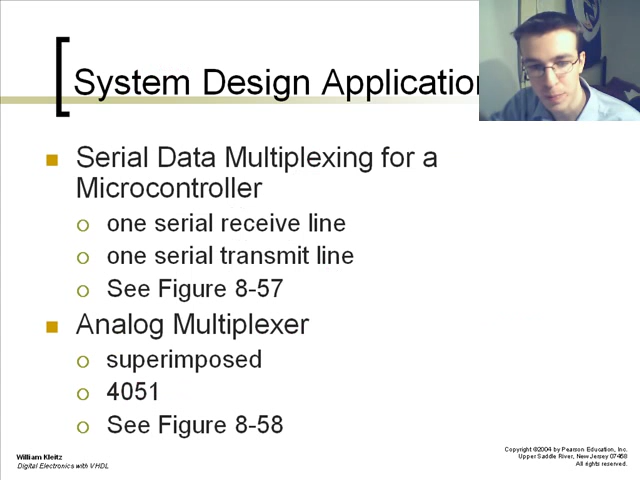 System Design Application
Serial Data Multiplexing for a
Microcontroller
one serial receive line
one serial transmit line
See Figure 8-57
Analog Multiplexer
superimposed
4051
See Figure 8-58
William Kleitz
Digital Electronics with VHDL
Copyright ©2004 by Pearson Education, Inc.
Upper Saddle River, New Jersey 07458
All rights reserved.